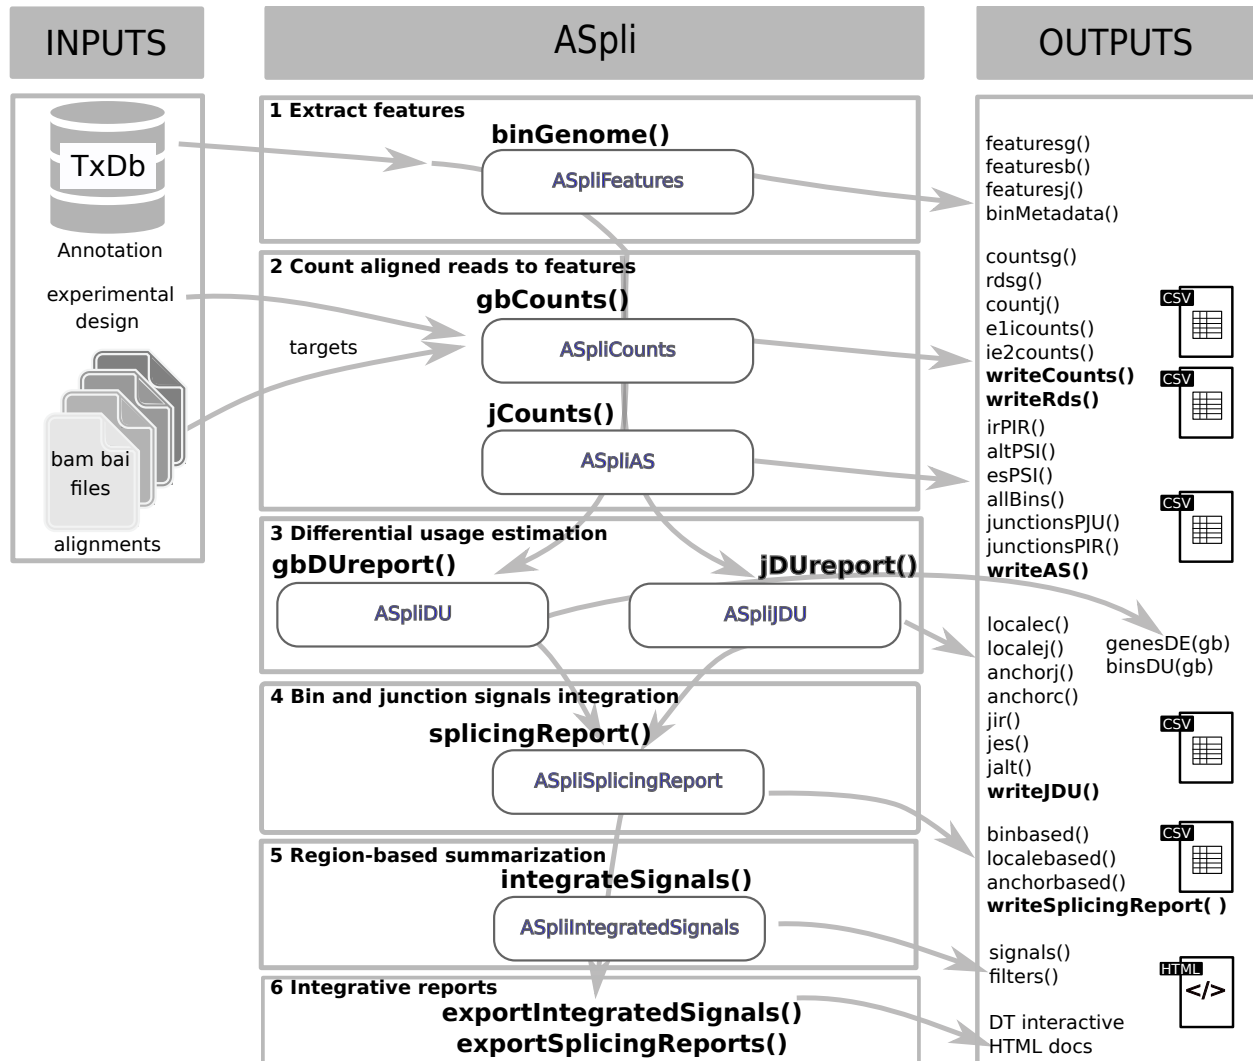 INPUTS
ASpli
OUTPUTS
TxDb
Annotation
experimental
design
targets
bam bai
files
alignments
1 Extract features
binGenome()
ASpliFeatures
2 Count aligned reads to features
gbCounts()
ASpliCounts
jCounts()
ASpliAS
3 Differential usage estimation
gbDUreport()
jDUreport()
ASpliDU
ASpliJDU
4 Bin and junction signals integration
splicingReport()
ASpliSplicingReport
5 Region-based summarization
integrateSignals()
ASpliIntegratedSignals
6 Integrative reports
exportIntegratedSignals()
exportSplicingReports()
featuresg()
featuresb()
featuresj()
binMetadata()
countsg()
rdsg()
countj()
e1icounts()
ie2counts()
writeCounts()
writeRds()
CSV
CSV
irPIR()
altPSI()
esPSI()
allBins()
junctionsPJU()
junctionsPIR()
writeAS()
CSV
localec()
localej()
anchorj()
anchorc()
jir()
jes()
jalt()
writeJDU()
genesDE(gb)
binsDU(gb)
CSV
binbased()
localebased()
anchorbased()
writeSplicingReport( )
CSV
signals()
filters()
HTML
</>
DT interactive
HTML docs